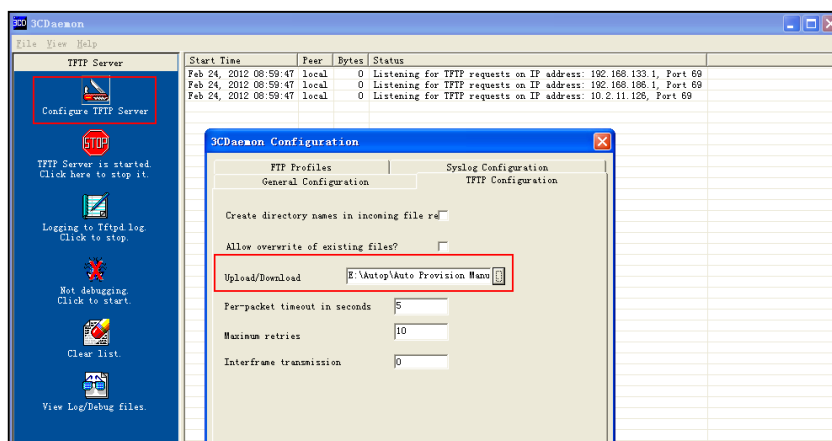 3CD 3CDaemon
File View Help
TFTP Server
Start Time Peer Bytes Status
Feb 24, 2012 08:59:47 local 0 Listening for TFTP requests on IP address: 192.168.133.1, Port 69
Feb 24, 2012 08:59:47 local 0 Listening for TFTP requests on IP address: 192.168.186.1, Port 69
Feb 24, 2012 08:59:47 local 0 Listening for TFTP requests on IP address: 10.2.11.126, Port 69
Configure TFTP Server
STOP
TFTP Server is started.
Click here to stop it.
Logging to Tftpd.log.
Click to stop.
Not debugging.
Click to start.
Clear list.
View Log/Debug files.
3CDaemon Configuration
FTP Profiles Syslog Configuration
General Configuration TFTP Configuration
Create directory names in incoming file re
Allow overwrite of existing files?
Upload/Download E:\Autop\Auto Provision Manu
Per-packet timeout in seconds 5
Maximum retries 10
Interframe transmission 0